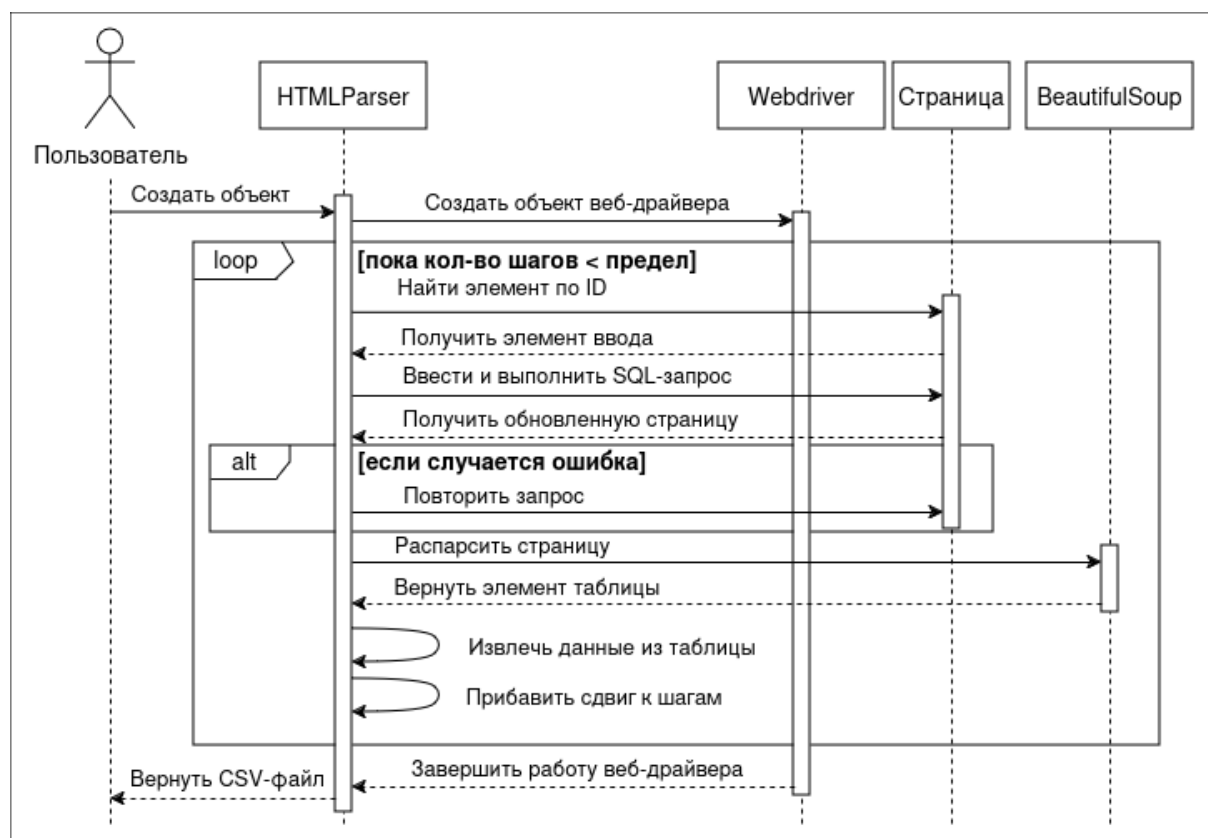 HTMLParser
Webdriver
Страница
BeautifulSoup
Пользователь
Создать объект
Создать объект веб-драйвера
loop
[пока кол-во шагов < предел]
Найти элемент по ID
Получить элемент ввода
Ввести и выполнить SQL-запрос
Получить обновленную страницу
alt
[если случается ошибка]
Повторить запрос
Распарсить страницу
Вернуть элемент таблицы
Извлечь данные из таблицы
Прибавить сдвиг к шагам
Завершить работу веб-драйвера
Вернуть CSV-файл